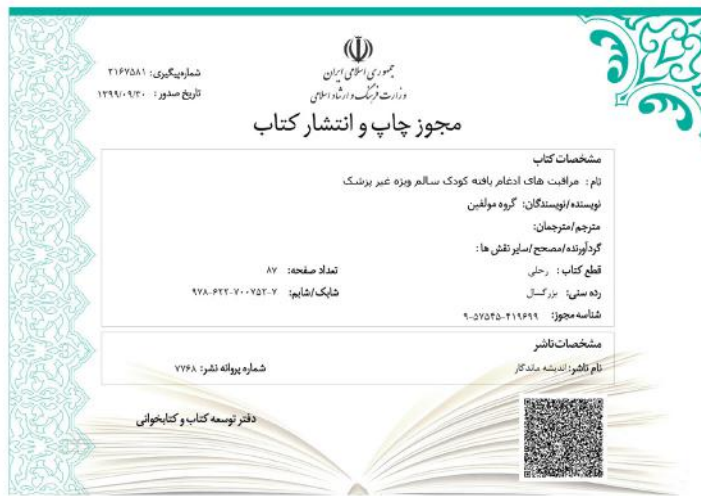 جمهوری اسلامی ایران
وزارت فرهنگ و ارشاد اسلامی
شماره‌پیگیری: ۲۱۶۷۵۸۱
تاریخ صدور: ۱۳۹۹/۰۹/۳۰
مجوز چاپ و انتشار کتاب
مشخصات کتاب
نام: مراقبت های ادغام یافته کودک سالم ویژه غیر پزشک
نویسنده/نویسندگان: گروه مولفین
مترجم/مترجمان:
گردآورنده/مصحح/سایر نقش ها:
قطع کتاب: رحلی تعداد صفحه: ۸۷
رده سنی: بزرگسال شابک/شابم: ۹۷۸-۶۲۲-۷۰۰۷۵۲-۷
شناسه مجوز: ۹-۵۷۵۴۵-۴۱۹۶۹۹
مشخصات ناشر
نام ناشر: اندیشه ماندگار شماره پروانه نشر: ۷۷۶۸
دفتر توسعه کتاب و کتابخوانی